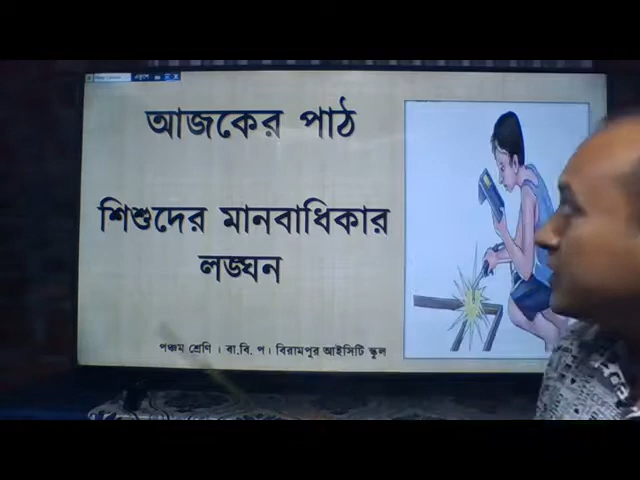 আজকের পাঠ
শিশুদের মানবাধিকার
লঙ্ঘন
পঞ্চম শ্রেণি । বা.বি. প। বিরামপুর আইসিটি স্কুল